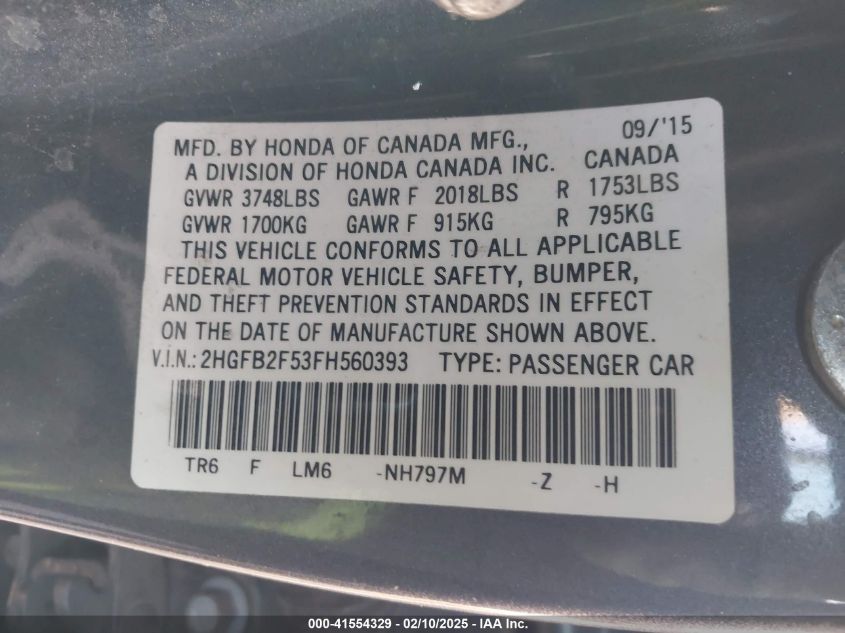 09/'15
MFD. BY HONDA OF CANADA MFG.,
A DIVISION OF HONDA CANADA INC. CANADA
GVWR 3748LBS GAWR F 2018LBS R 1753LBS
GVWR 1700KG GAWR F 915KG R 795KG
THIS VEHICLE CONFORMS TO ALL APPLICABLE
FEDERAL MOTOR VEHICLE SAFETY, BUMPER,
AND THEFT PREVENTION STANDARDS IN EFFECT
ON THE DATE OF MANUFACTURE SHOWN ABOVE.
V.I.N.: 2HGFB2F53FH560393 TYPE: PASSENGER CAR
TR6 F LM6 -NH797M -Z -H
000-41554329 - 02/10/2025 - IAA Inc.